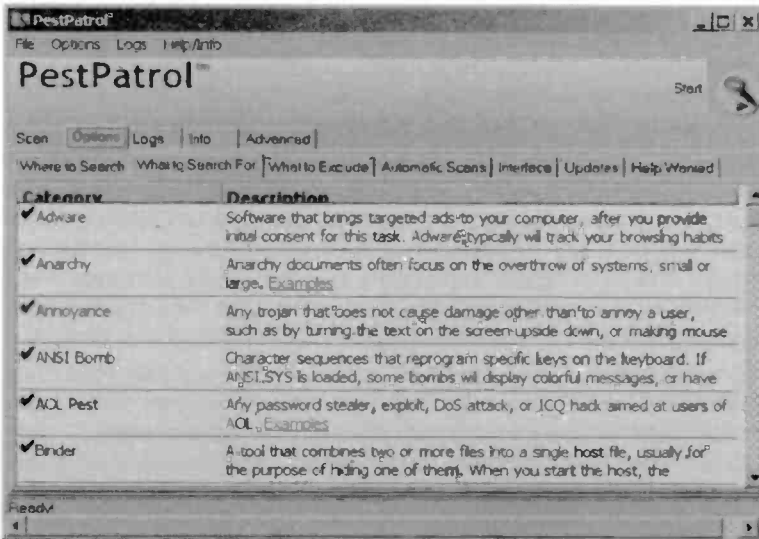 PestPatrol
File Options Logs Help/Info
PestPatrol™
Start
Scan Options Logs Info Advanced
Where to Search What to Search For What to Exclude Automatic Scans Interface Updates Help Wanted
Category Description
✔Adware Software that brings targeted ads to your computer, after you provide
initial consent for this task. Adware typically will track your browsing habits
✔Anarchy Anarchy documents often focus on the overthrow of systems, small or
large. Examples
✔Annoyance Any trojan that does not cause damage other than to annoy a user,
such as by turning the text on the screen upside down, or making mouse
✔ANSI Bomb Character sequences that reprogram specific keys on the keyboard. If
ANSI.SYS is loaded, some bombs will display colorful messages, or have
✔AOL Pest Any password stealer, exploit, DoS attack, or ICQ hack aimed at users of
AOL. Examples
✔Binder A tool that combines two or more files into a single host file, usually for
the purpose of hiding one of them. When you start the host, the
Ready